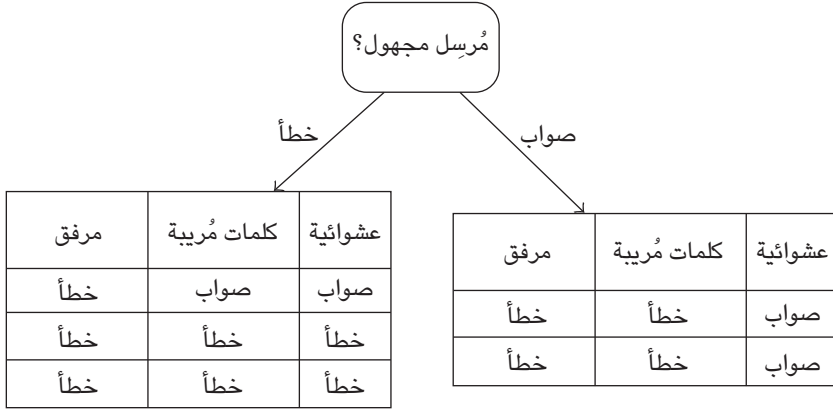 مُرسِل مجهول؟
صواب
خطأ
عشوائية كلمات مُريبة مرفق
صواب خطأ خطأ
صواب خطأ خطأ
عشوائية كلمات مُريبة مرفق
صواب صواب خطأ
خطأ خطأ خطأ
خطأ خطأ خطأ